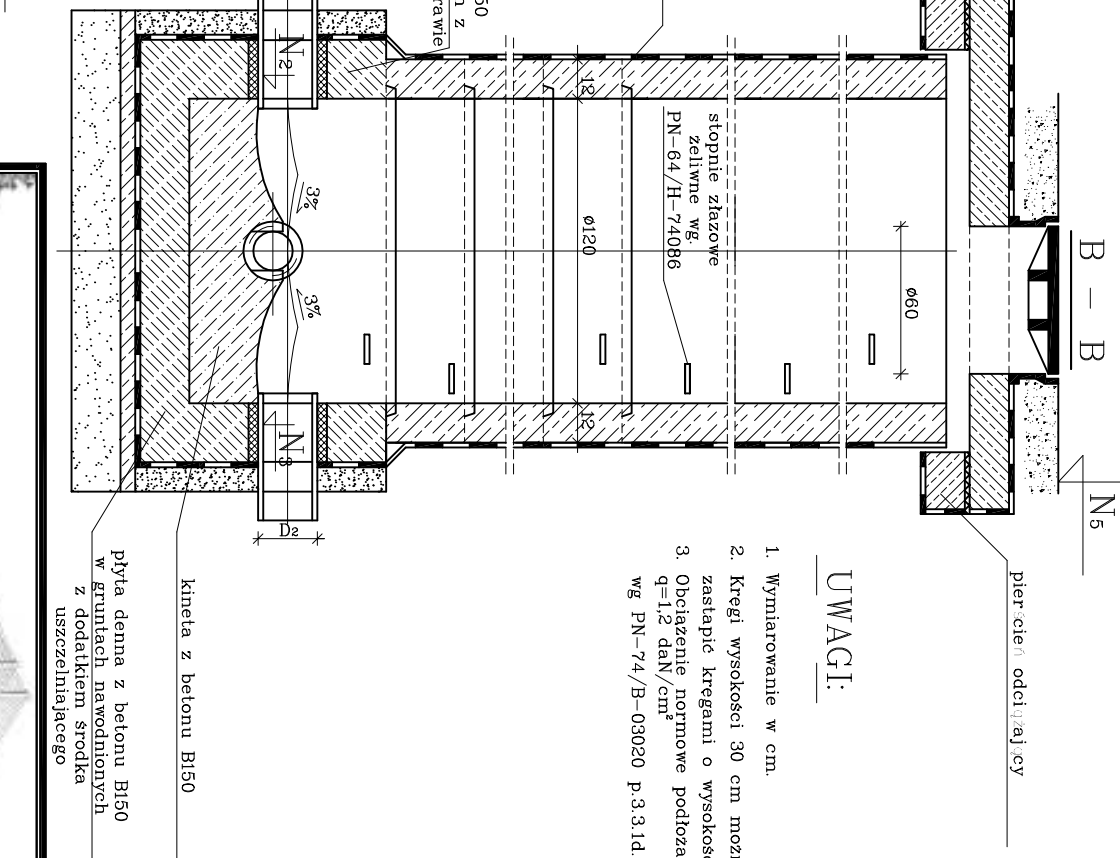 B – B
N5
ø60
pierścień odciążający
stopnie złazowe
żeliwne wg.
PN-64/H-74086
12
ø120
12
50
z
rawie
N2
3%
3%
N3
D2
UWAGI:
1. Wymiarowanie w cm.
2. Kręgi wysokości 30 cm
zastapić kręgami o
3. Obciążenie normowe podłoża
q=1,2 daN/cm²
wg PN-74/B-03020 p.3.3.1d.
kineta z betonu B150
płyta denna z betonu B150
w gruntach nawodnionych
z dodatkiem środka
uszczelniającego